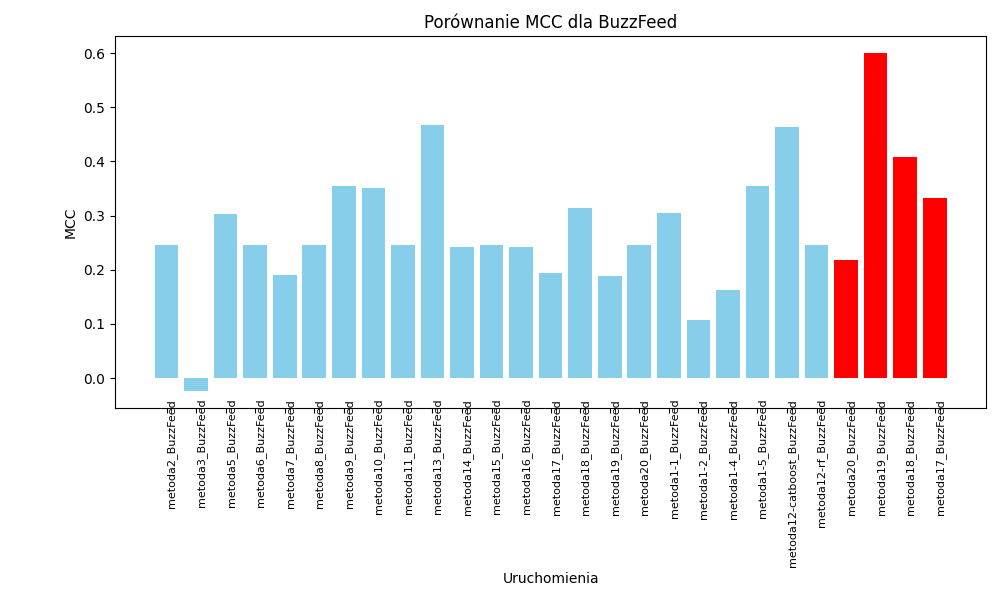 Porównanie MCC dla BuzzFeed
MCC
0.6
0.5
0.4
0.3
0.2
0.1
0.0
metoda2_BuzzFeed
metoda3_BuzzFeed
metoda5_BuzzFeed
metoda6_BuzzFeed
metoda7_BuzzFeed
metoda8_BuzzFeed
metoda9_BuzzFeed
metoda10_BuzzFeed
metoda11_BuzzFeed
metoda13_BuzzFeed
metoda14_BuzzFeed
metoda15_BuzzFeed
metoda16_BuzzFeed
metoda17_BuzzFeed
metoda18_BuzzFeed
metoda19_BuzzFeed
metoda20_BuzzFeed
metoda1-1_BuzzFeed
metoda1-2_BuzzFeed
metoda1-4_BuzzFeed
metoda1-5_BuzzFeed
metoda12-catboost_BuzzFeed
metoda12-rf_BuzzFeed
metoda20_BuzzFeed
metoda19_BuzzFeed
metoda18_BuzzFeed
metoda17_BuzzFeed
Uruchomienia